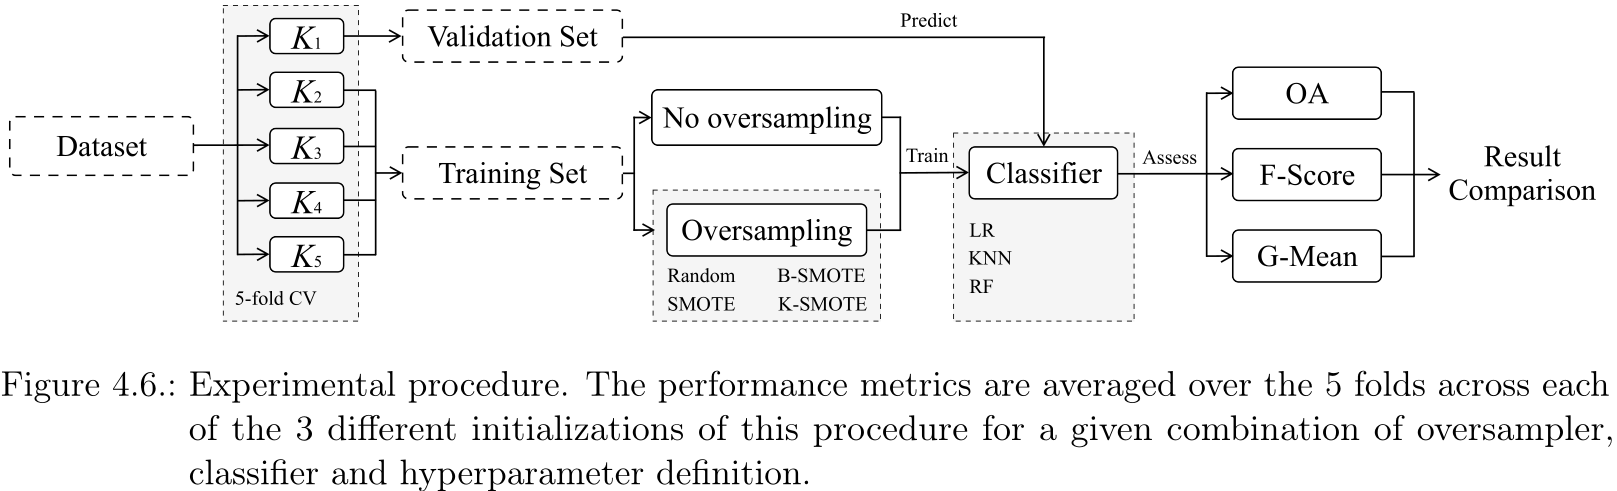 Dataset
K1
K2
K3
K4
K5
5-fold CV
Validation Set
Training Set
Predict
No oversampling
Oversampling
Random B-SMOTE
SMOTE K-SMOTE
Train
Classifier
LR
KNN
RF
Assess
OA
F-Score
G-Mean
Result
Comparison
Figure 4.6.: Experimental procedure. The performance metrics are averaged over the 5 folds across each
of the 3 different initializations of this procedure for a given combination of oversampler,
classifier and hyperparameter definition.